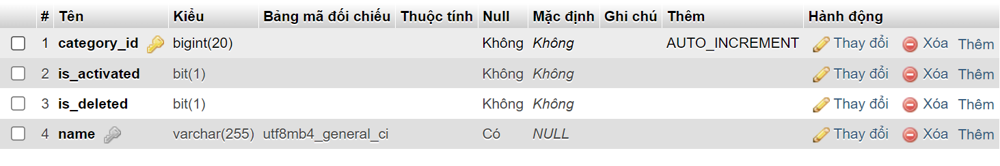 # Tên Kiểu Bảng mã đối chiếu Thuộc tính Null Mặc định Ghi chú Thêm Hành động
1 category_id bigint(20) Không Không AUTO_INCREMENT Thay đổi Xóa Thêm
2 is_activated bit(1) Không Không Thay đổi Xóa Thêm
3 is_deleted bit(1) Không Không Thay đổi Xóa Thêm
4 name varchar(255) utf8mb4_general_ci Có NULL Thay đổi Xóa Thêm